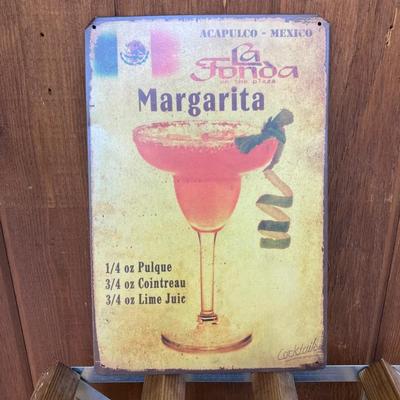 ACAPULCO - MEXICO
La
Fonda
on the plaza
Margarita
1/4 oz Pulque
3/4 oz Cointreau
3/4 oz Lime Juic
Cocktails